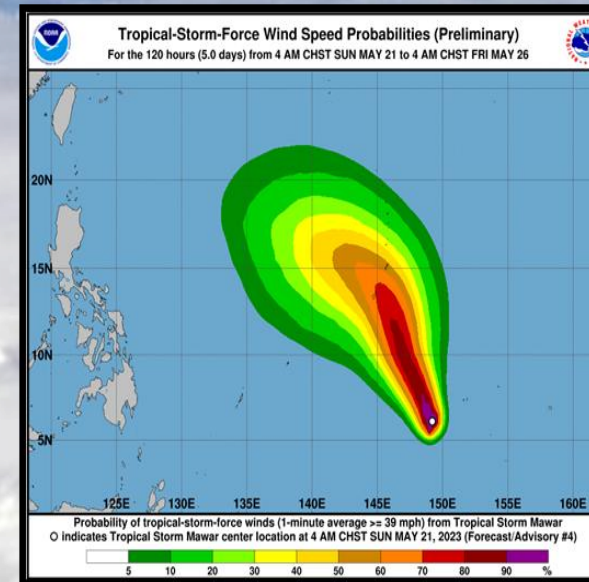 Tropical-Storm-Force Wind Speed Probabilities (Preliminary)
For the 120 hours (5.0 days) from 4 AM CHST SUN MAY 21 to 4 AM CHST FRI MAY 26
NOAA
20N
15N
10N
5N
125E 130E 135E 140E 145E 150E 155E 160E
Probability of tropical-storm-force winds (1-minute average >= 39 mph) from Tropical Storm Mawar
O indicates Tropical Storm Mawar center location at 4 AM CHST SUN MAY 21, 2023 (Forecast/Advisory #4)
5 10 20 30 40 50 60 70 80 90 %